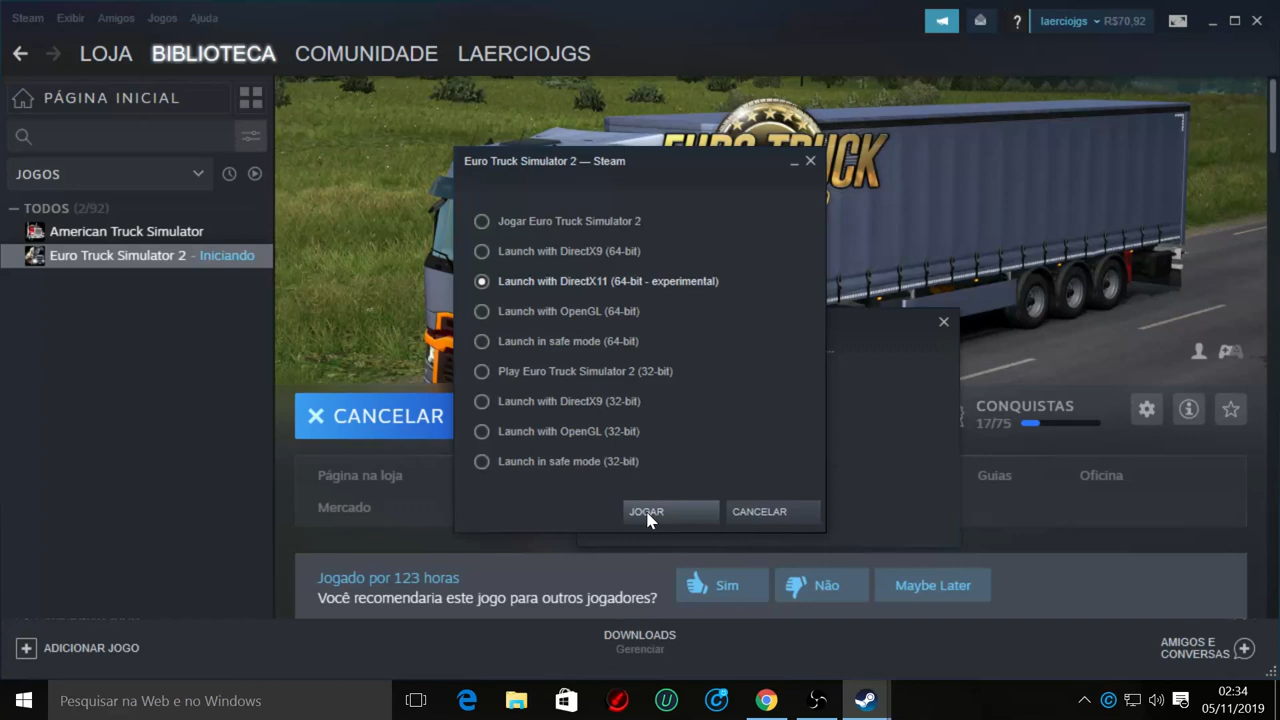 Steam Exibir Amigos Jogos Ajuda
? laerciojgs R$70,92
LOJA BIBLIOTECA COMUNIDADE LAERCIOJGS
PÁGINA INICIAL
JOGOS
TODOS (2/92)
American Truck Simulator
Euro Truck Simulator 2 - Iniciando
EURO TRUCK
Euro Truck Simulator 2 — Steam
Jogar Euro Truck Simulator 2
Launch with DirectX9 (64-bit)
Launch with DirectX11 (64-bit - experimental)
Launch with OpenGL (64-bit)
Launch in safe mode (64-bit)
Play Euro Truck Simulator 2 (32-bit)
Launch with DirectX9 (32-bit)
Launch with OpenGL (32-bit)
Launch in safe mode (32-bit)
JOGAR CANCELAR
CANCELAR
CONQUISTAS
17/75
Página na loja Guias Oficina
Mercado
Jogado por 123 horas
Você recomendaria este jogo para outros jogadores?
Sim Não Maybe Later
ADICIONAR JOGO
DOWNLOADS
Gerenciar
AMIGOS E
CONVERSAS
Pesquisar na Web e no Windows
02:34
05/11/2019